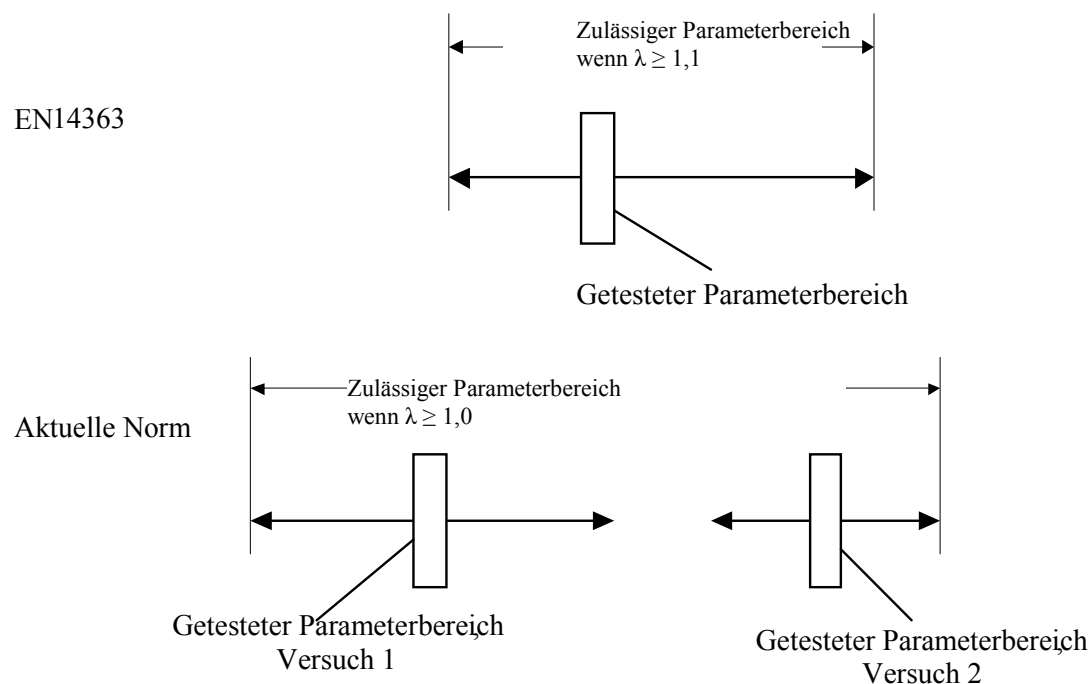 Zulässiger Parameterbereich
wenn λ ≥ 1,1
EN14363
Getesteter Parameterbereich
Zulässiger Parameterbereich
wenn λ ≥ 1,0
Aktuelle Norm
Getesteter Parameterbereich,
Versuch 1
Getesteter Parameterbereich,
Versuch 2